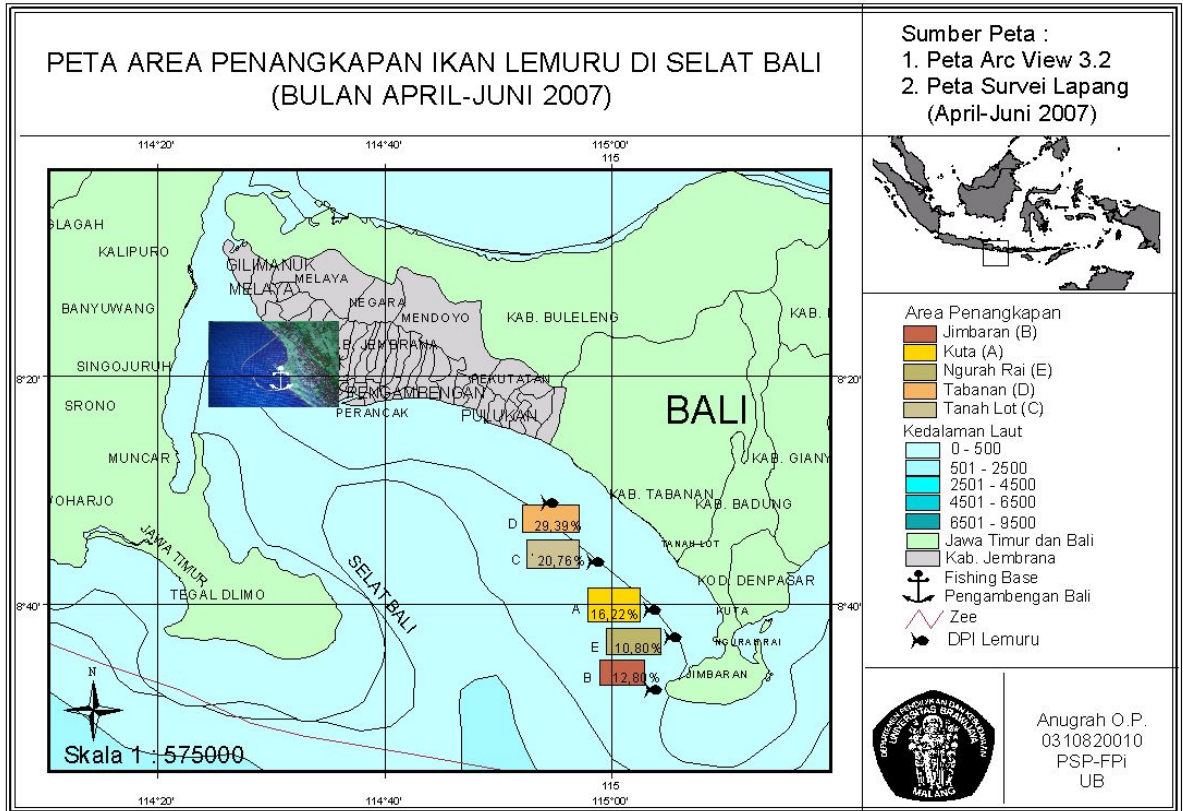 PETA AREA PENANGKAPAN IKAN LEMURU DI SELAT BALI
(BULAN APRIL-JUNI 2007)
Sumber Peta :
1. Peta Arc View 3.2
2. Peta Survei Lapang
(April-Juni 2007)
114°20'
114°40'
115°00'
115
GLAGAH
KALIPURO
BANYUWANG
SINGOJURUH
8°20'
8°20'
SRONO
MUNCAR
OHARJO
JAWA TIMUR
TEGAL DLIMO
8°40'
8°40'
GILIMANUK
MELAYA
MELAYA
NEGARA
MENDOYO
B. JEMBRANA
PEKUTATAN
PENGAMBENGAN
PERANCAK
PULUKAN
KAB. BULELENG
KAB.
BALI
KAB. GIANY
KAB. TABANAN
KAB. BADUNG
TANAH LOT
KOD. DENPASAR
KUTA
NGURAH RAI
JIMBARAN
SELAT BALI
D 29,39%
C 20,76%
A 16,22%
E 10,80%
B 12,80%
N
Skala 1 : 575000
114°20'
114°40'
115°00'
115
Area Penangkapan
Jimbaran (B)
Kuta (A)
Ngurah Rai (E)
Tabanan (D)
Tanah Lot (C)
Kedalaman Laut
0 - 500
501 - 2500
2501 - 4500
4501 - 6500
6501 - 9500
Jawa Timur dan Bali
Kab. Jembrana
Fishing Base
Pengambengan Bali
Zee
DPI Lemuru
DEPARTEMEN PENDIDIKAN DAN KEBUDAYAAN
UNIVERSITAS BRAWIJAYA
MALANG
Anugrah O.P.
0310820010
PSP-FPi
UB